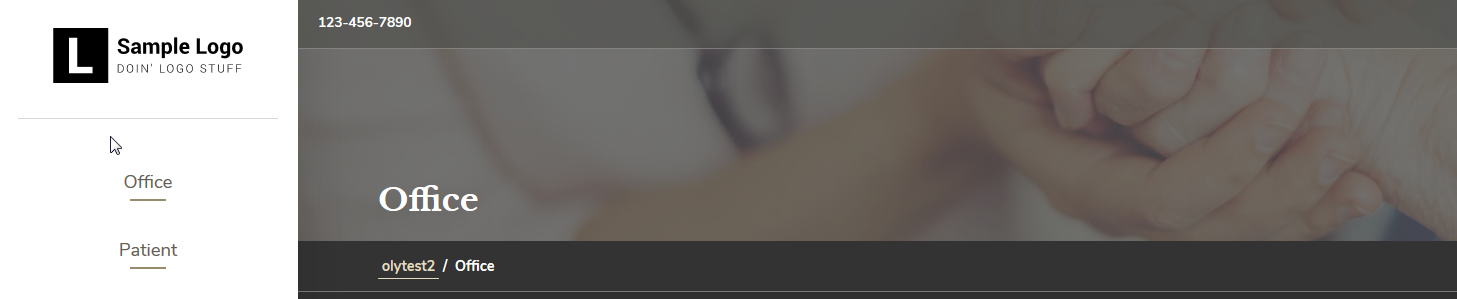 L
Sample Logo
DOIN' LOGO STUFF
Office
Patient
123-456-7890
Office
olytest2 / Office